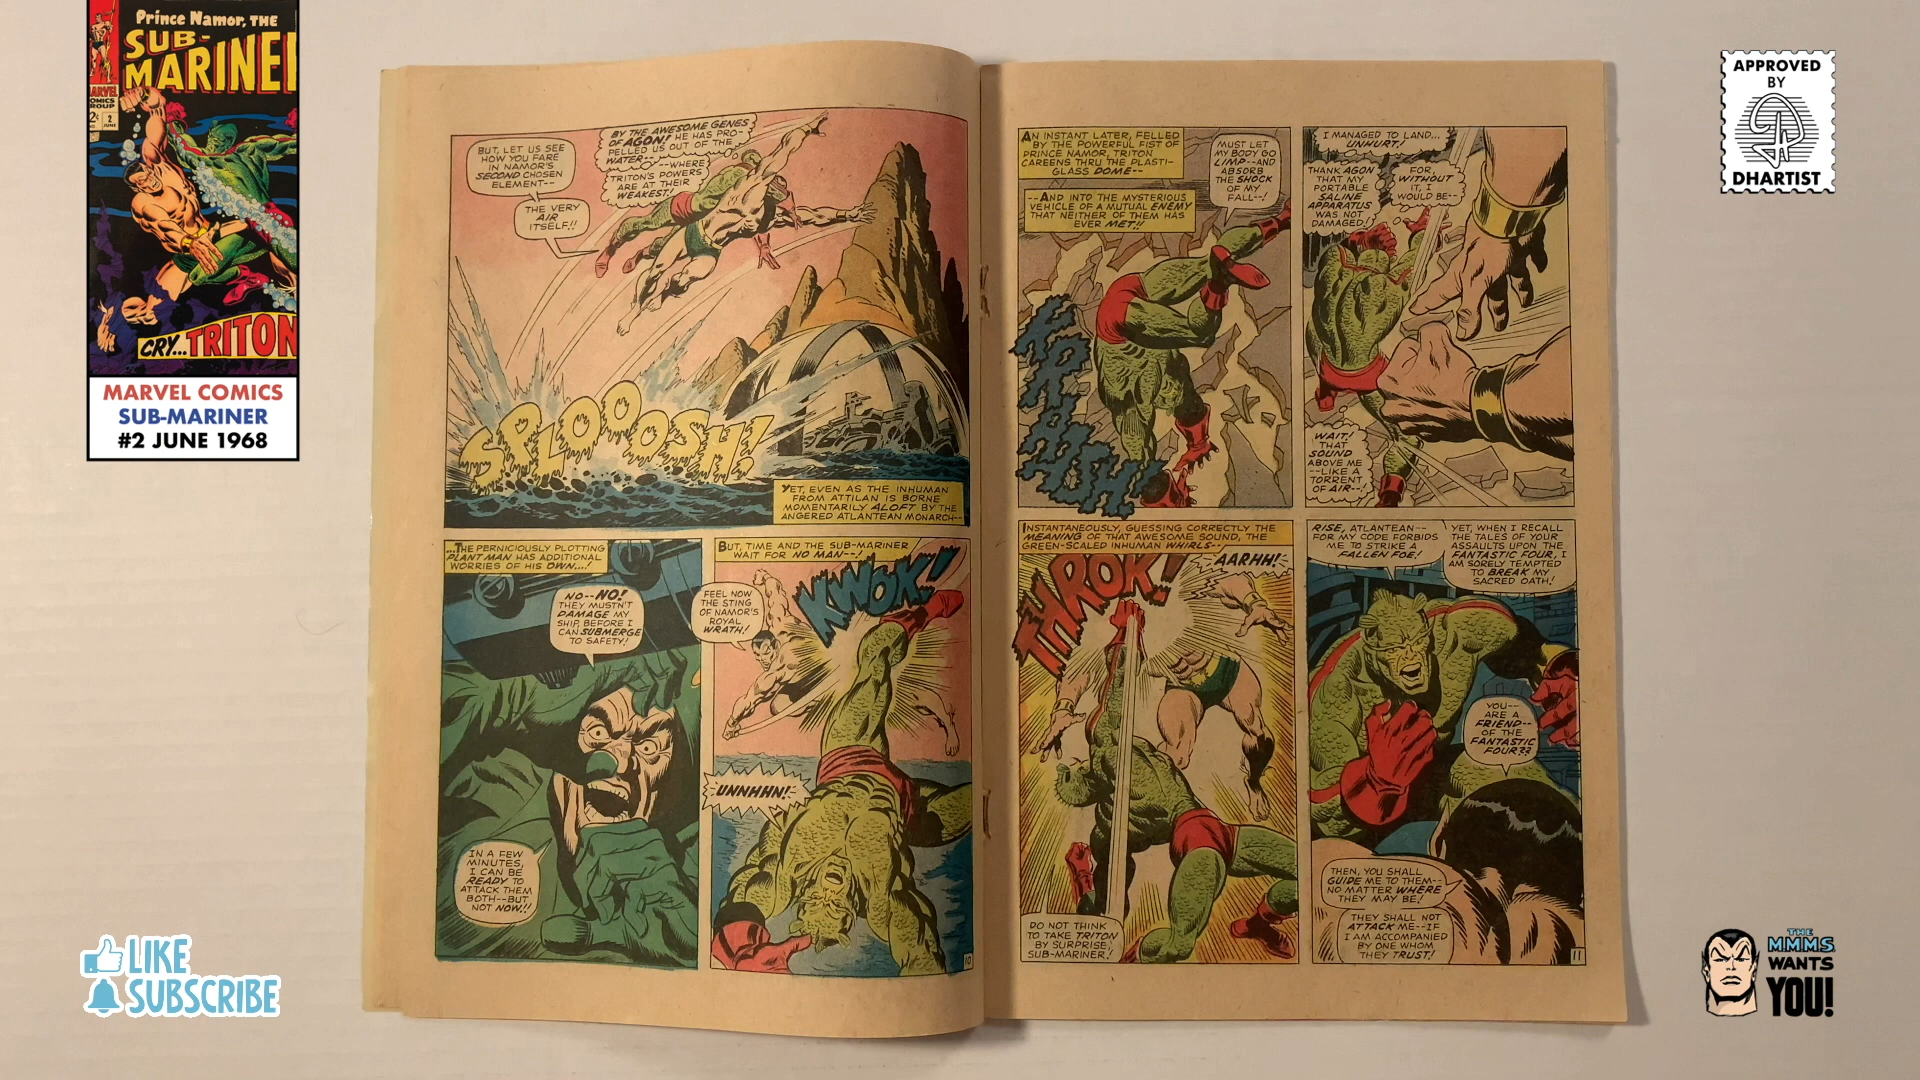 Prince Namor, THE
SUB-
MARINE
MARVEL
COMICS
GROUP
2
JUNE
CRY...TRITON
MARVEL COMICS
SUB-MARINER
#2 JUNE 1968
LIKE
SUBSCRIBE
BUT, LET US SEE
HOW YOU FARE
IN NAMOR'S
SECOND CHOSEN
ELEMENT--
THE VERY
AIR
ITSELF!!
BY THE AWESOME GENES
OF AGON! HE HAS PRO-
PELLED US OUT OF THE
WATER--
--WHERE
TRITON'S POWERS
ARE AT THEIR
WEAKEST!
SPLOOOOSH!
YET, EVEN AS THE INHUMAN
FROM ATTILAN IS BORNE
MOMENTARILY ALOFT BY THE
ANGERED ATLANTEAN MONARCH--
...THE PERNICIOUSLY PLOTTING
PLANT MAN HAS ADDITIONAL
WORRIES OF HIS OWN...!
NO--NO!
THEY MUSTN'T
DAMAGE MY
SHIP, BEFORE I
CAN SUBMERGE
TO SAFETY!
IN A FEW
MINUTES,
I CAN BE
READY TO
ATTACK THEM
BOTH--BUT
NOT NOW!!
BUT, TIME AND THE SUB-MARINER
WAIT FOR NO MAN--!
KWOK!
FEEL NOW
THE STING
OF NAMOR'S
ROYAL
WRATH!
UNNHHN!
10
AN INSTANT LATER, FELLED
BY THE POWERFUL FIST OF
PRINCE NAMOR, TRITON
CAREENS THRU THE PLASTI-
GLASS DOME--
--AND INTO THE MYSTERIOUS
VEHICLE OF A MUTUAL ENEMY
THAT NEITHER OF THEM HAS
EVER MET!!
MUST LET
MY BODY GO
LIMP--AND
ABSORB
THE SHOCK
OF MY
FALL--!
KRRRASH!
I MANAGED TO LAND...
UNHURT!
THANK AGON
THAT MY
PORTABLE
SALINE
APPARATUS
WAS NOT
DAMAGED!
FOR,
WITHOUT
IT, I
WOULD BE--
WAIT!
THAT
SOUND
ABOVE ME
--LIKE A
TORRENT
OF AIR--
INSTANTANEOUSLY, GUESSING CORRECTLY THE
MEANING OF THAT AWESOME SOUND, THE
GREEN-SCALED INHUMAN WHIRLS--
THROK!
AARHH!
DO NOT THINK
TO TAKE TRITON
BY SURPRISE,
SUB-MARINER!
RISE, ATLANTEAN--
FOR MY CODE FORBIDS
ME TO STRIKE A
FALLEN FOE!
YET, WHEN I RECALL
THE TALES OF YOUR
ASSAULTS UPON THE
FANTASTIC FOUR, I
AM SORELY TEMPTED
TO BREAK MY
SACRED OATH!
YOU--
ARE A
FRIEND--
OF THE
FANTASTIC
FOUR??
THEN, YOU SHALL
GUIDE ME TO THEM--
NO MATTER WHERE
THEY MAY BE!
THEY SHALL NOT
ATTACK ME--IF
I AM ACCOMPANIED
BY ONE WHOM
THEY TRUST!
11
APPROVED
BY
DHARTIST
THE
MMMS
WANTS
YOU!